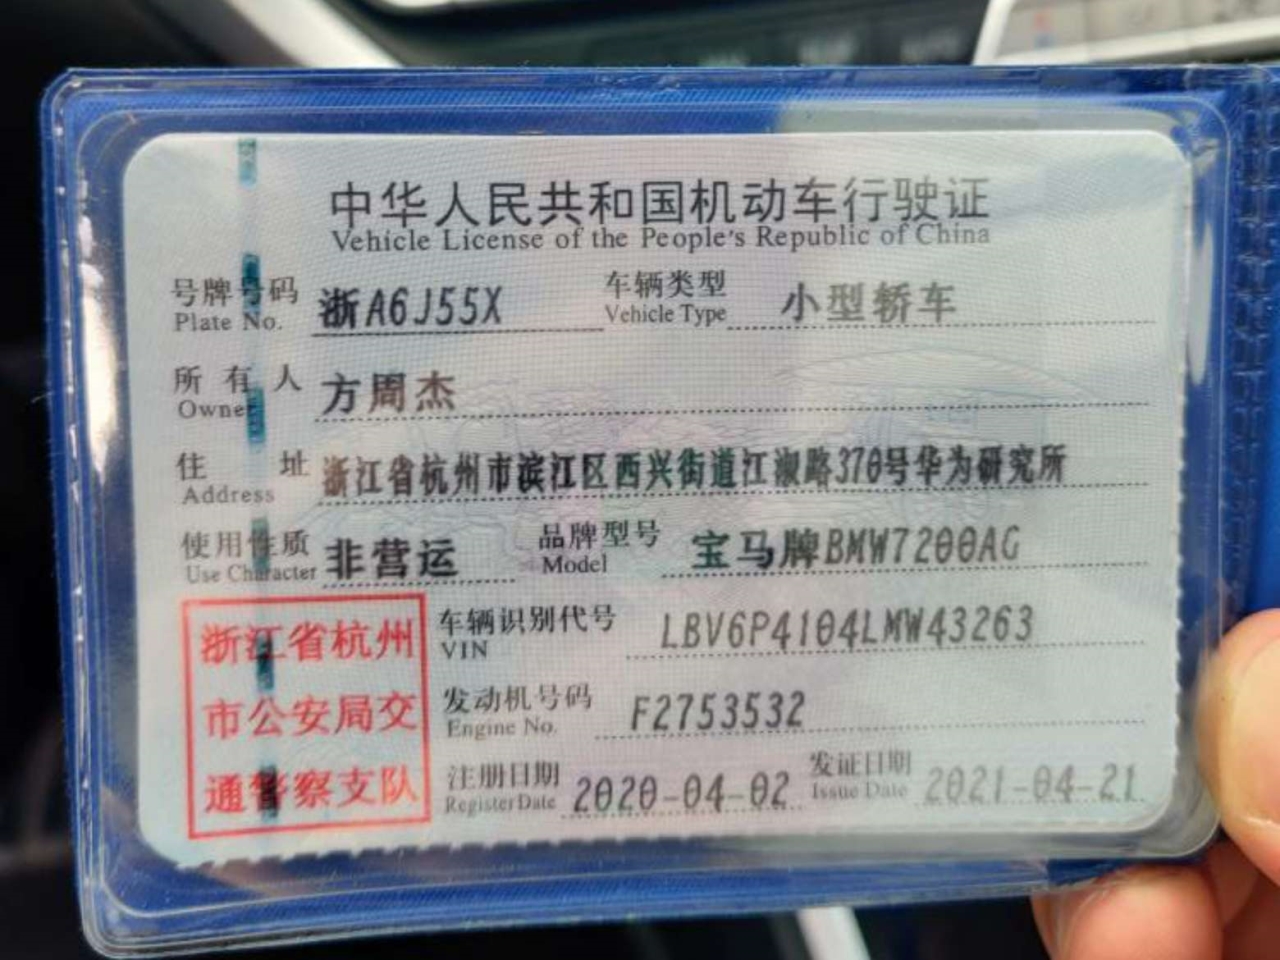 中华人民共和国机动车行驶证
Vehicle License of the People's Republic of China
号牌号码 浙A6J55X 车辆类型 小型轿车
Plate No. Vehicle Type
所有人 方周杰
Owner
住址 浙江省杭州市滨江区西兴街道江淑路370号华为研究所
Address
使用性质 非营运 品牌型号 宝马牌BMW7200AG
Use Character Model
浙江省杭州 车辆识别代号 LBV6P4104LMW43263
VIN
市公安局交 发动机号码 F2753532
Engine No.
通警察支队 注册日期 2020-04-02 发证日期 2021-04-21
Register Date Issue Date